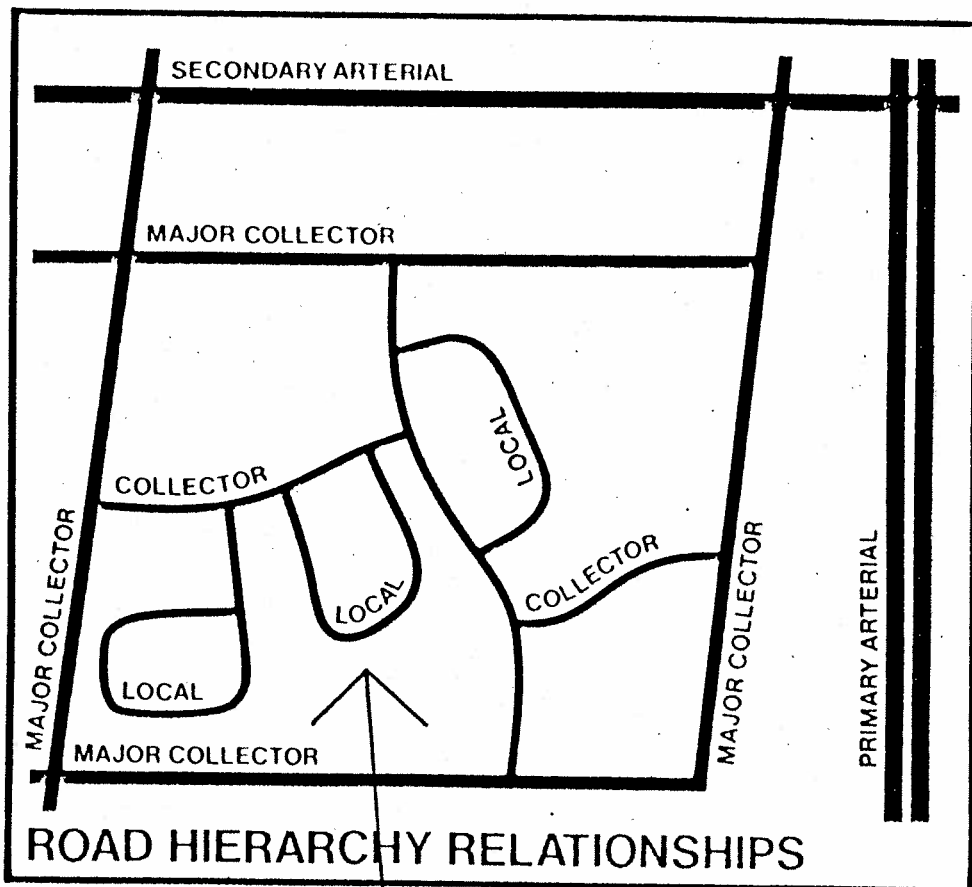 SECONDARY ARTERIAL
MAJOR COLLECTOR
LOCAL
COLLECTOR
MAJOR COLLECTOR
LOCAL
COLLECTOR
MAJOR COLLECTOR
PRIMARY ARTERIAL
LOCAL
MAJOR COLLECTOR
ROAD HIERARCHY RELATIONSHIPS